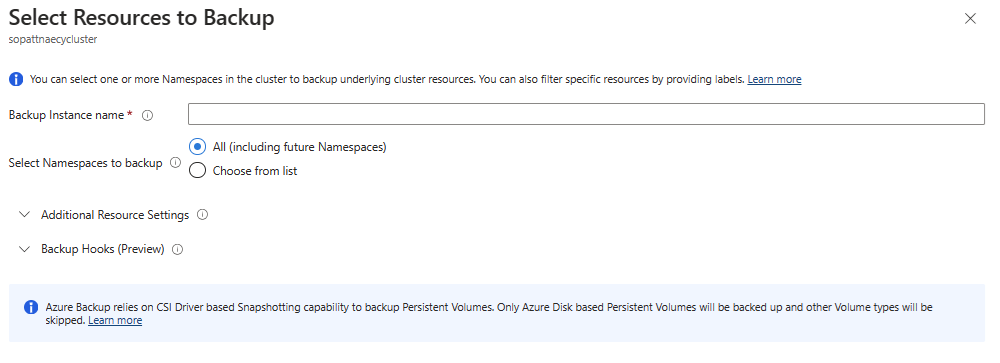 Select Resources to Backup
sopattnaecycluster
You can select one or more Namespaces in the cluster to backup underlying cluster resources. You can also filter specific resources by providing labels. Learn more
Backup Instance name *
Select Namespaces to backup
All (including future Namespaces)
Choose from list
Additional Resource Settings
Backup Hooks (Preview)
Azure Backup relies on CSI Driver based Snapshotting capability to backup Persistent Volumes. Only Azure Disk based Persistent Volumes will be backed up and other Volume types will be
skipped. Learn more